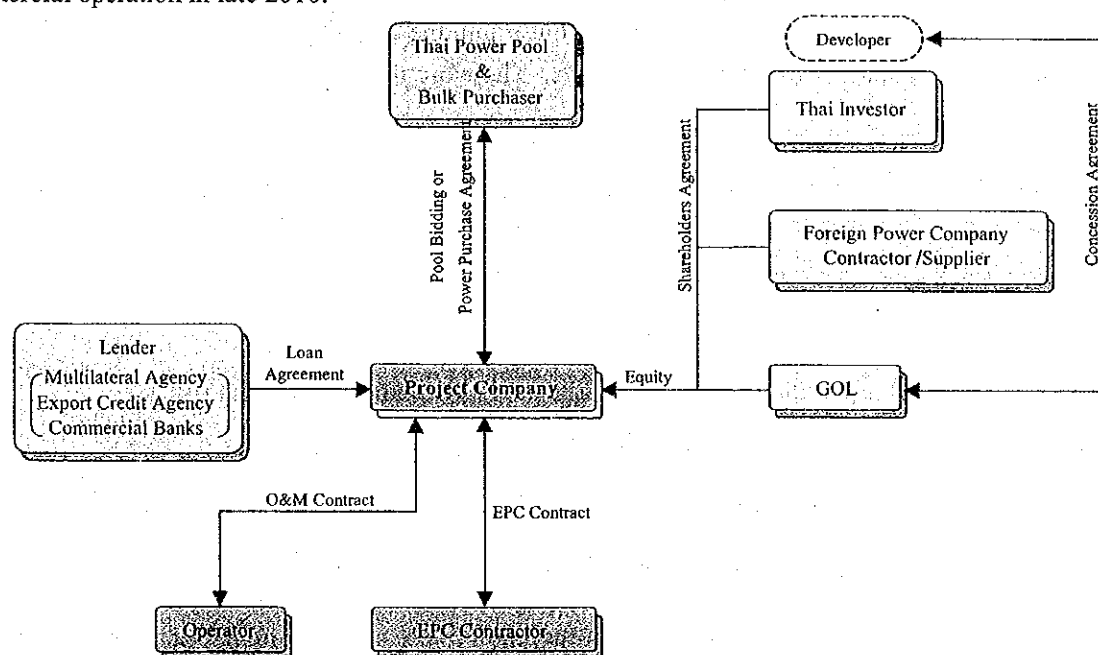 Thai Power Pool
&
Bulk Purchaser
Developer
Thai Investor
Foreign Power Company
Contractor /Supplier
GOL
Concession Agreement
Shareholders Agreement
Equity
Pool Bidding or
Power Purchase Agreement
Lender
Multilateral Agency
Export Credit Agency
Commercial Banks
Loan
Agreement
Project Company
O&M Contract
EPC Contract
Operator
EPC Contractor